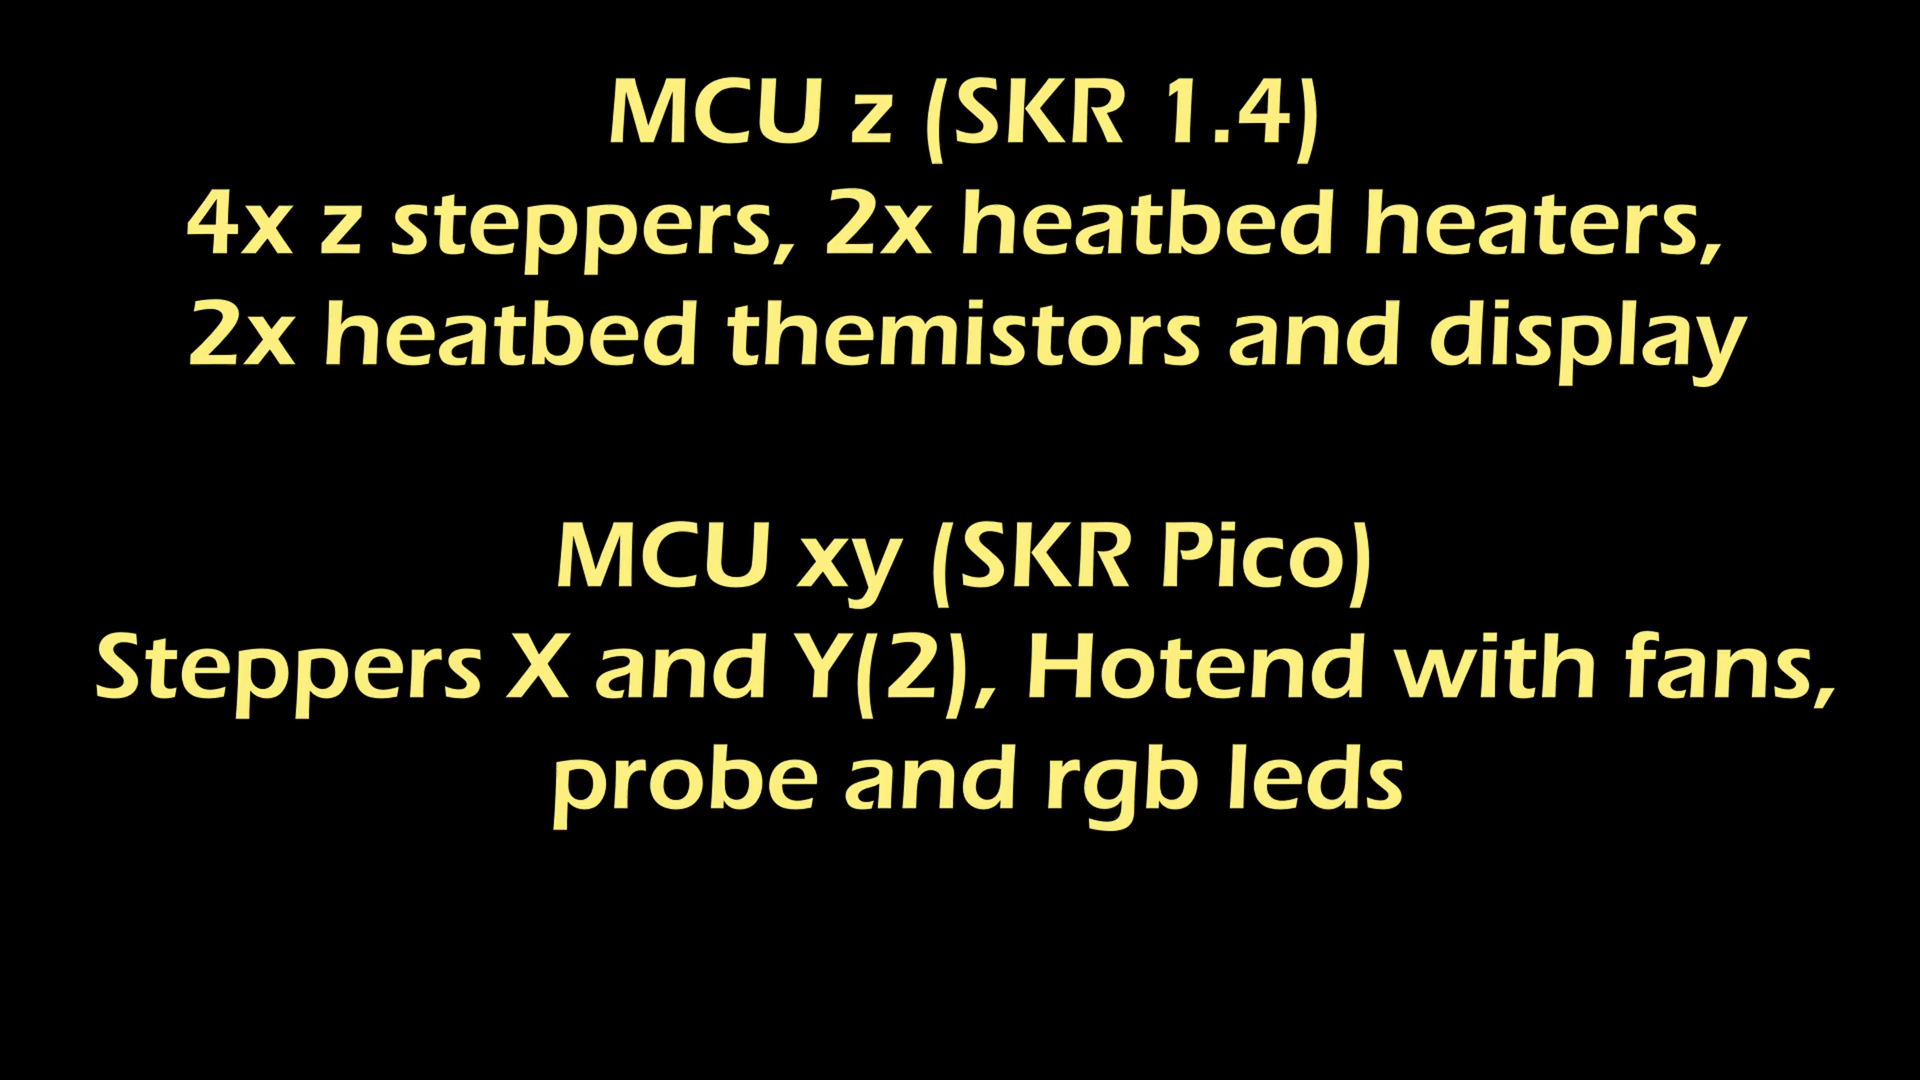 MCU z (SKR 1.4)
4x z steppers, 2x heatbed heaters,
2x heatbed themistors and display
MCU xy (SKR Pico)
Steppers X and Y(2), Hotend with fans,
probe and rgb leds